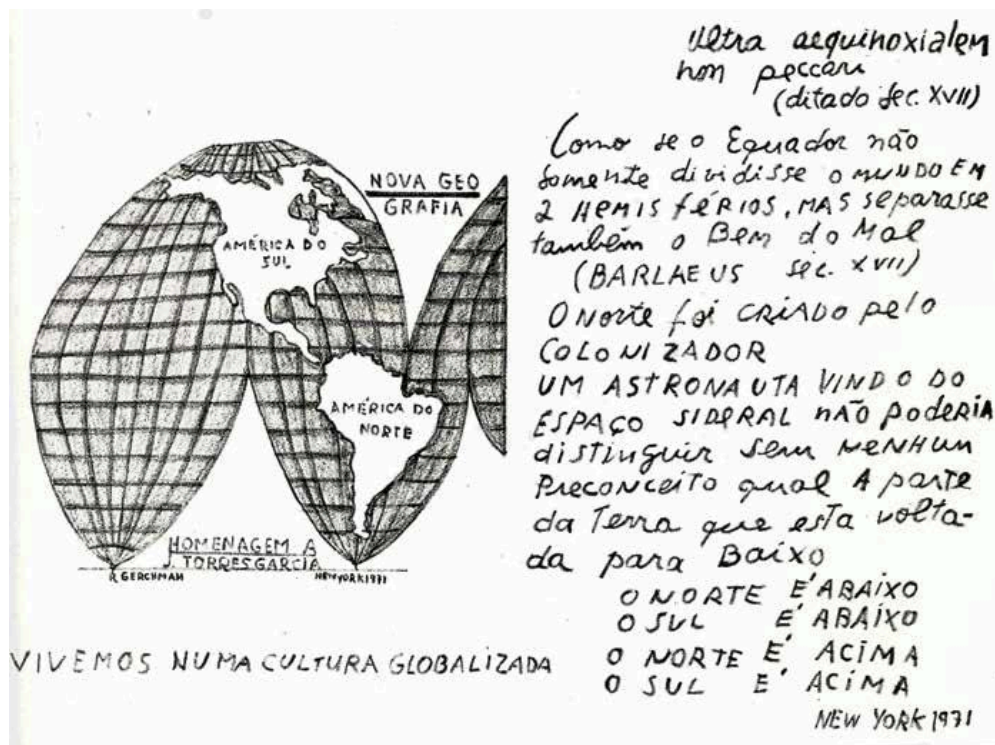 NOVA GEO
GRAFIA
AMÉRICA DO
SUL
AMÉRICA DO
NORTE
HOMENAGEM A
J. TORRES GARCIA
R GERCHMAN
NEW YORK 1971
VIVEMOS NUMA CULTURA GLOBALIZADA
Ultra aequinoxialem
non peccari
(ditado sec. XVII)
Como se o Equador não
somente dividisse o MUNDO EM
2 HEMISfÉRIOS, MAS separasse
também o Bem do Mal
(BARLAEUS sec. XVII)
O Norte foi CRIADO pelo
COLONIZADOR
UM ASTRONAUTA VINDO DO
ESPAÇO SIDERAL NÃO PODERIA
distinguir sem NENHUM
Preconceito qual A parte
da Terra que esta volta-
da para Baixo
O NORTE É ABAIXO
O SUL É ABAÍXO
O NORTE É ACIMA
O SUL É ACÍMA
NEW YORK 1971